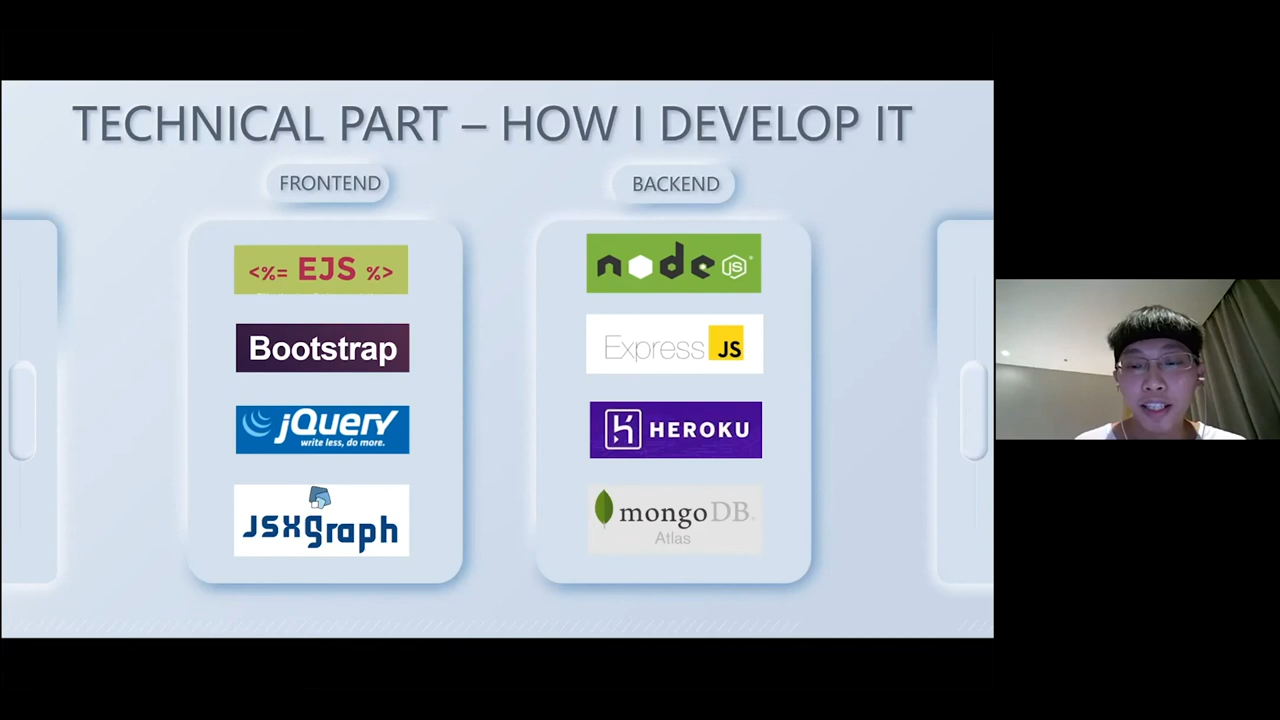 TECHNICAL PART – HOW I DEVELOP IT
FRONTEND
<%= EJS %>
Bootstrap
jQuery
write less, do more.
JSXgraph
BACKEND
node JS
Express JS
HEROKU
mongoDB
Atlas